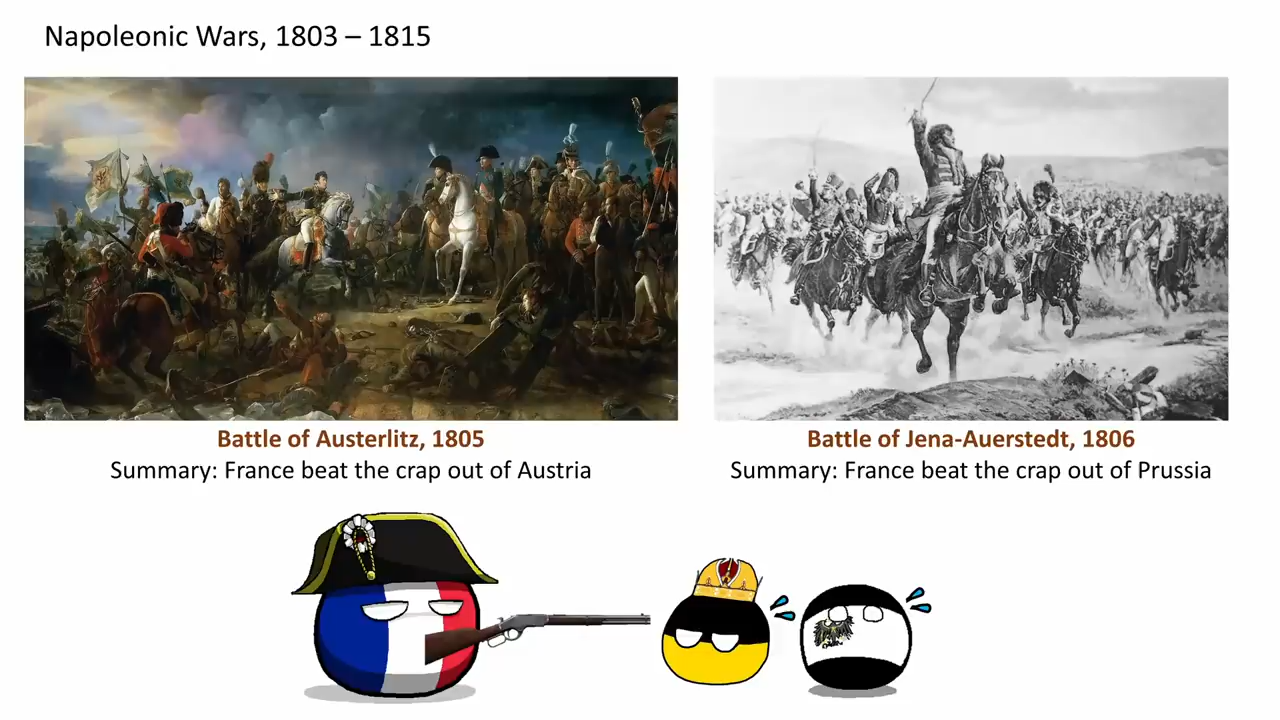 Napoleonic Wars, 1803 – 1815
Battle of Austerlitz, 1805
Summary: France beat the crap out of Austria
Battle of Jena-Auerstedt, 1806
Summary: France beat the crap out of Prussia